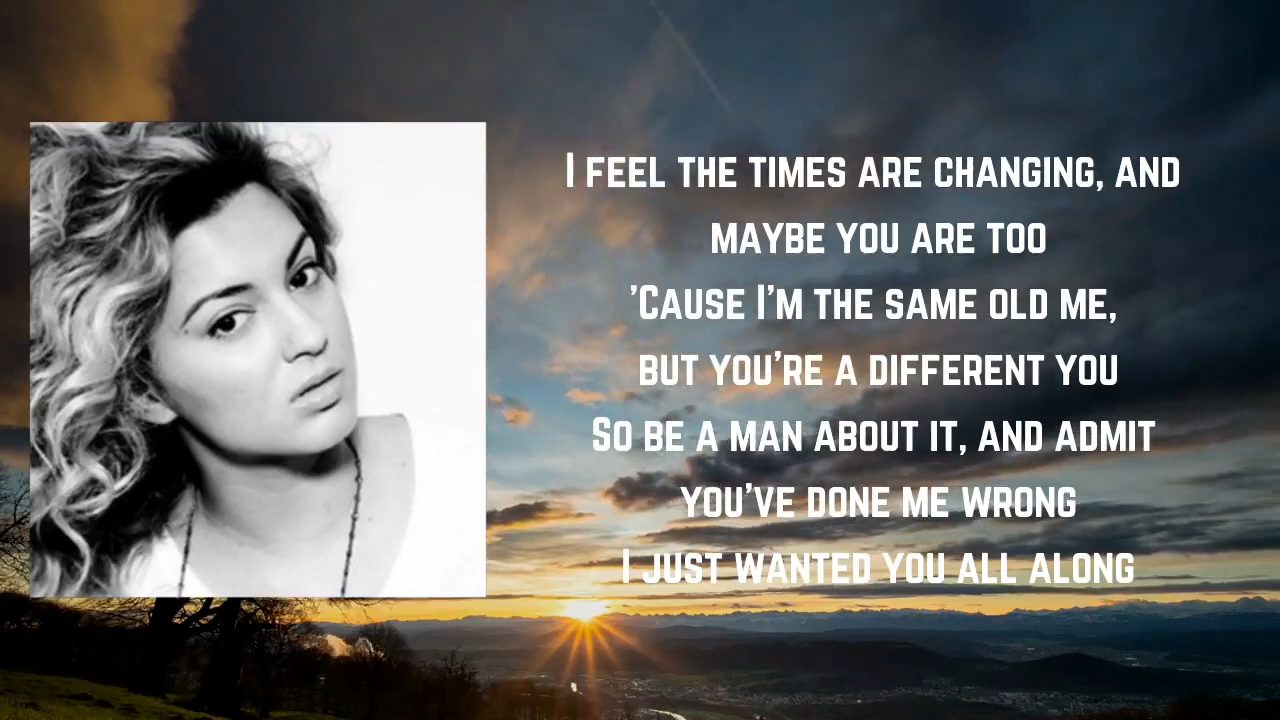 I feel the times are changing, and
maybe you are too
'Cause I'm the same old me,
but you're a different you
So be a man about it, and admit
you've done me wrong
I just wanted you all along